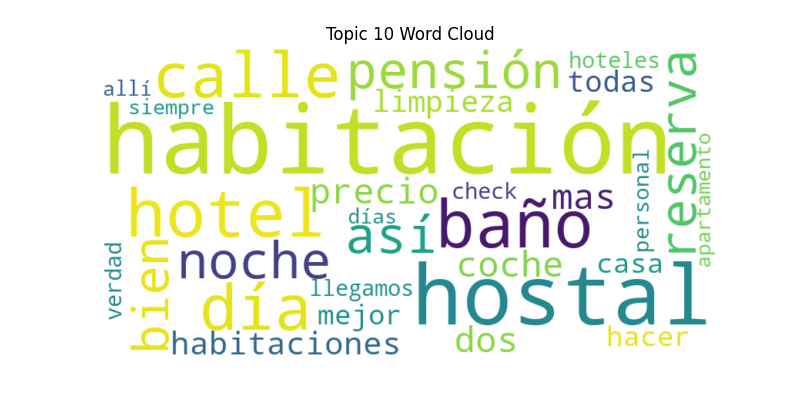 Topic 10 Word Cloud
allí calle pensión hoteles todas
siempre limpieza reserva
habitación
hotel precio check mas personal apartamento
días así baño
verdad bien noche coche casa
día llegamos hostal
mejor
habitaciones dos hacer